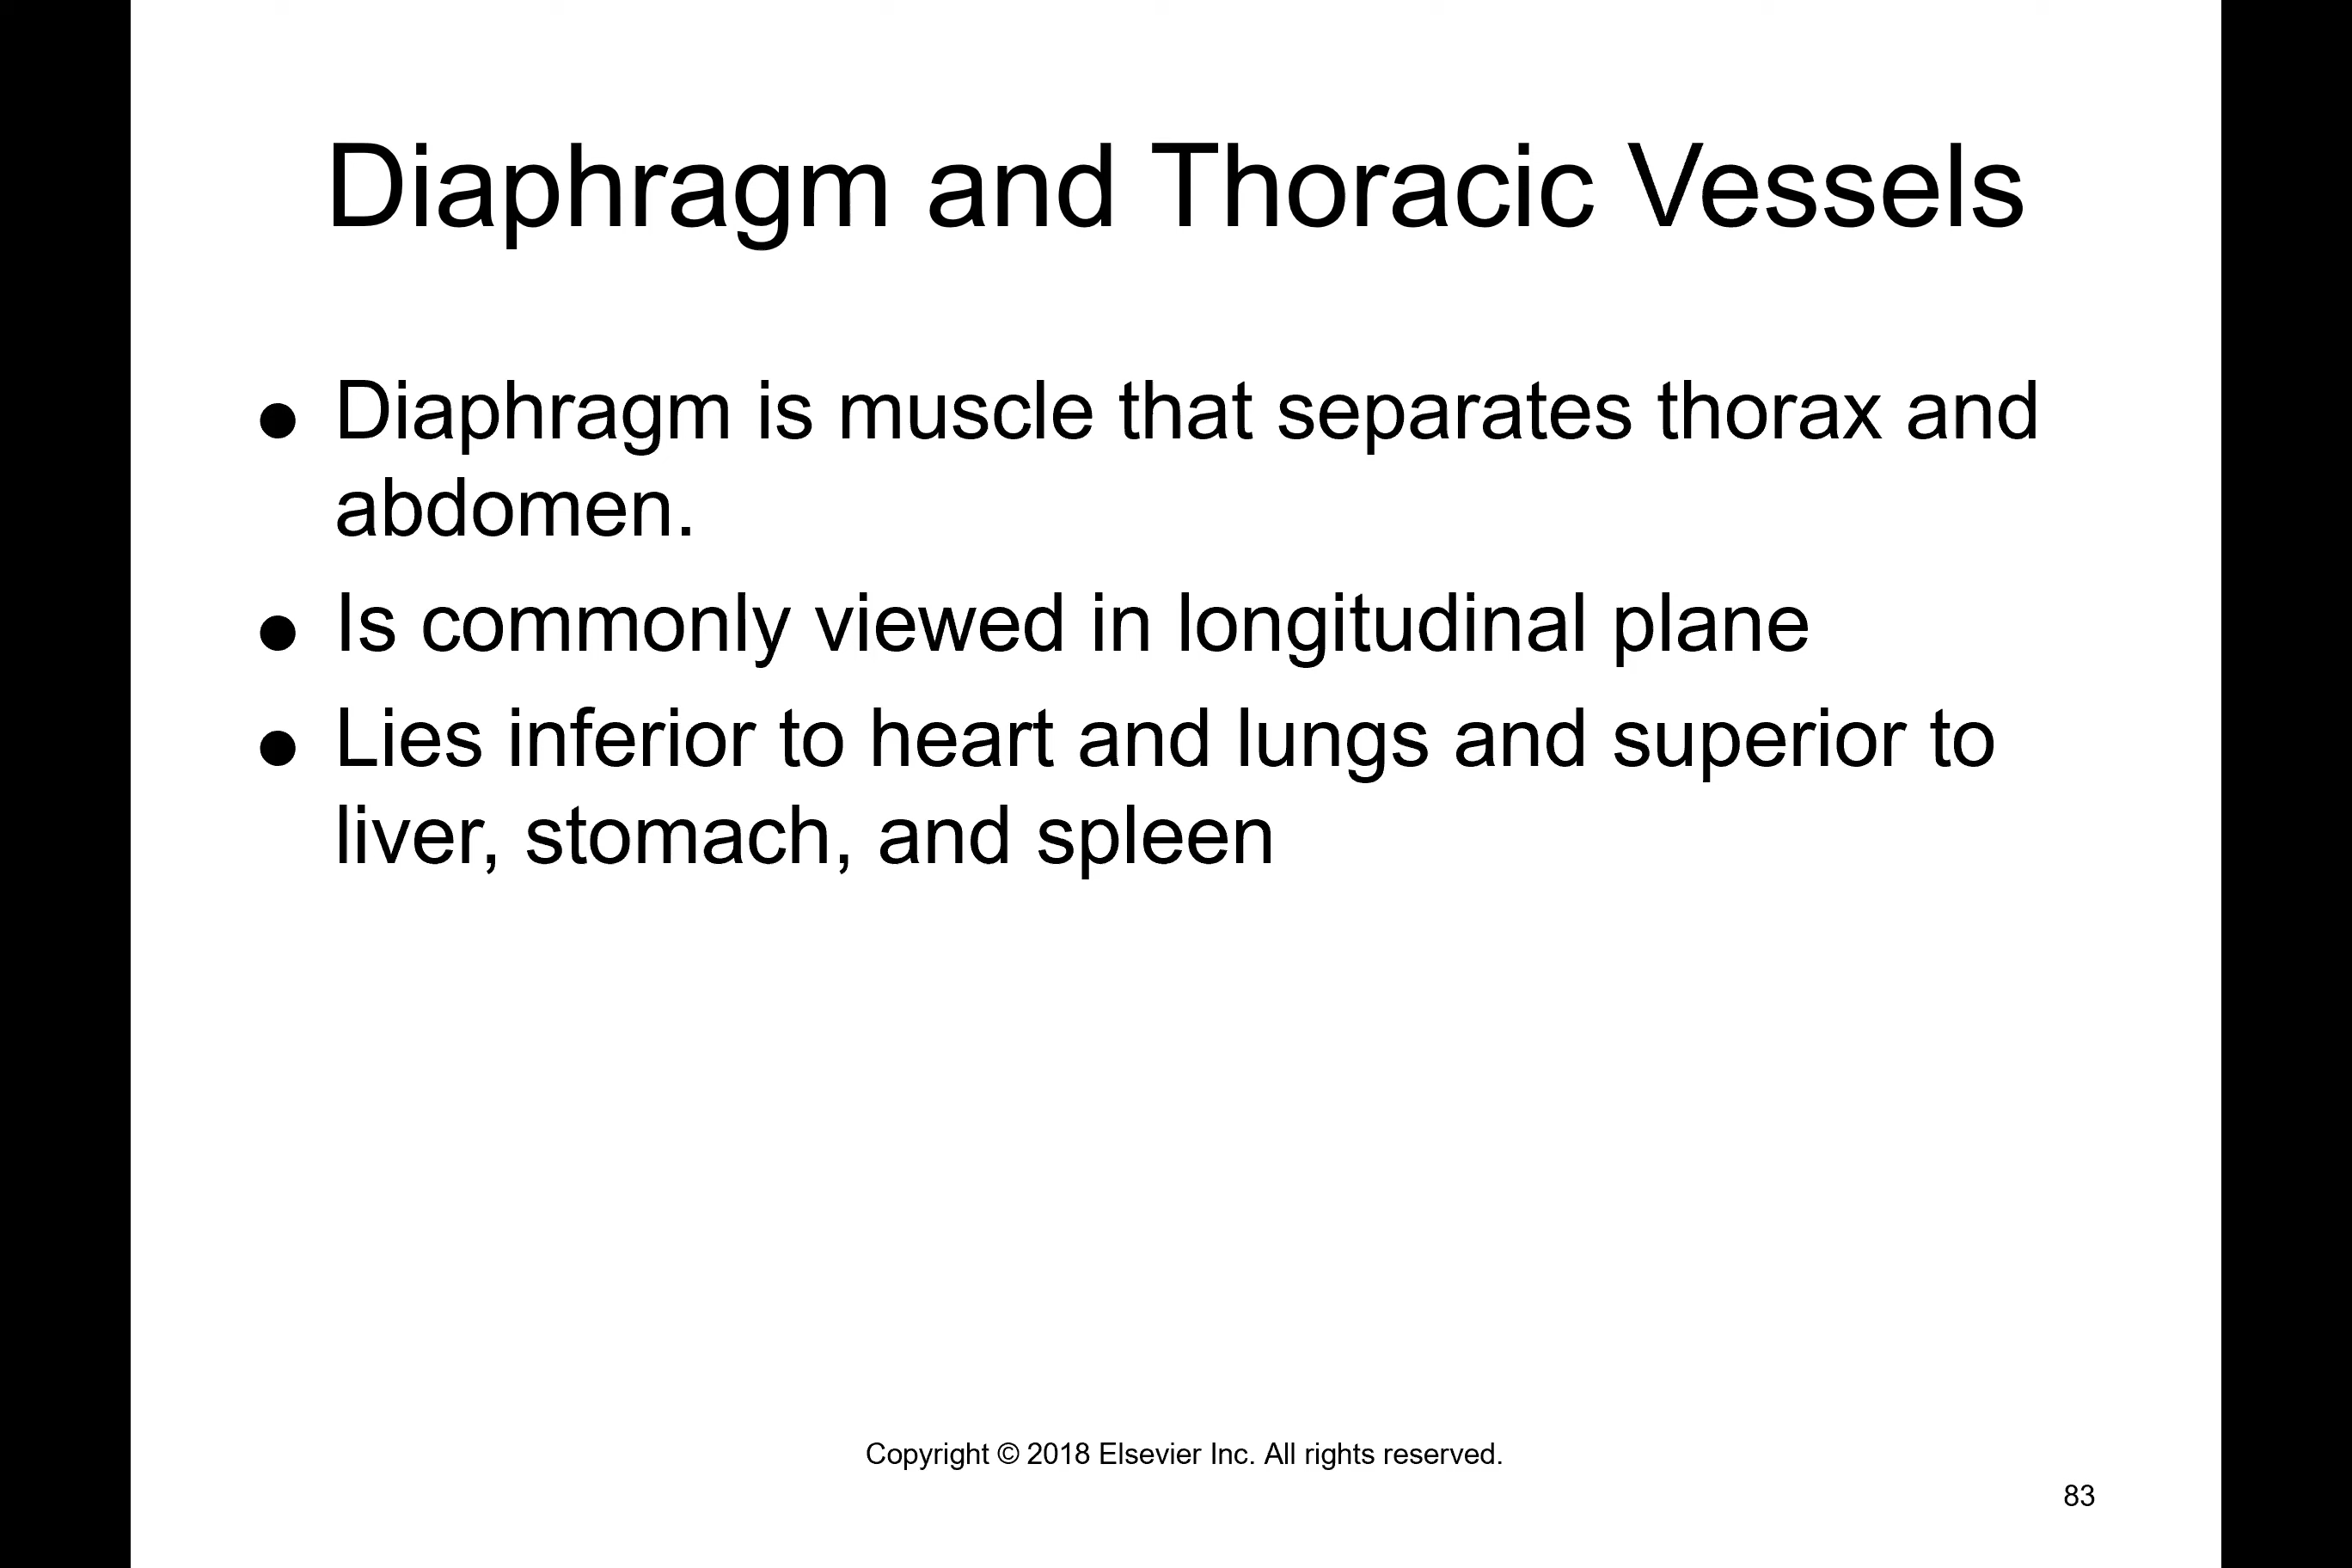 Diaphragm and Thoracic Vessels
● Diaphragm is muscle that separates thorax and
abdomen.
● Is commonly viewed in longitudinal plane
● Lies inferior to heart and lungs and superior to
liver, stomach, and spleen
Copyright © 2018 Elsevier Inc. All rights reserved.
83